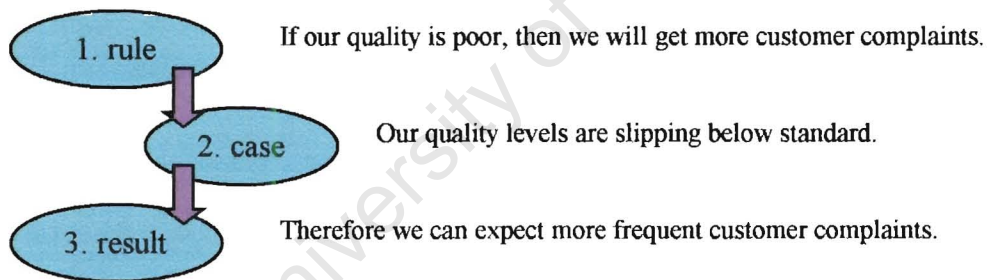 1. rule
If our quality is poor, then we will get more customer complaints.
2. case
Our quality levels are slipping below standard.
3. result
Therefore we can expect more frequent customer complaints.